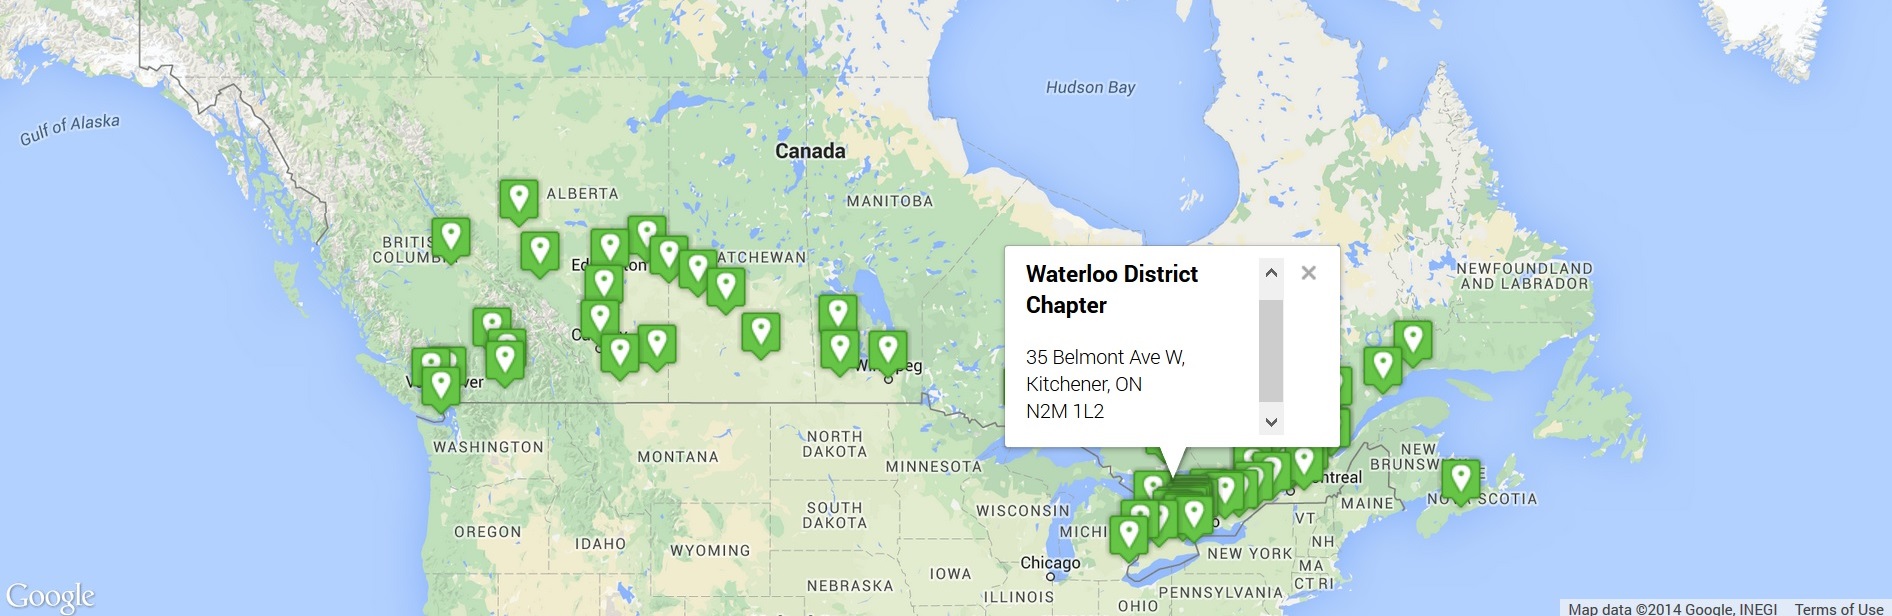 Hudson Bay
Gulf of Alaska
Canada
ALBERTA
MANITOBA
BRITIS
COLUMB
Ed
on
ATCHEWAN
Waterloo District
Chapter
NEWFOUNDLAND
AND LABRADOR
35 Belmont Ave W,
Kitchener, ON
N2M 1L2
Ca
y
Win
peg
V
ver
WASHINGTON
MONTANA
NORTH
DAKOTA
MINNESOTA
NEW
BRUNSW
ntreal
MAINE
NO
SCOTIA
SOUTH
DAKOTA
WISCONSIN
MICHI
o
VT
NH
OREGON
IDAHO
WYOMING
Chicago
NEW YORK
MA
CT RI
NEBRASKA
IOWA
ILLINOIS
OHIO
PENNSYLVANIA
Google
Map data ©2014 Google, INEGI
Terms of Use